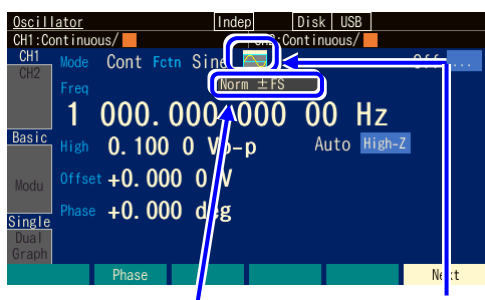 Oscillator Indep Disk USB
CH1:Continuous/ CH2:Continuous/
CH1 Mode Cont Fctn Sine Off ...
CH2
Norm ±FS
Freq
1 000.000 000 00 Hz
Basic High 0.100 0 Vp-p Auto High-Z
Modu Offset +0.000 0 V
Single Phase +0.000 deg
Dual
Graph
Phase Next